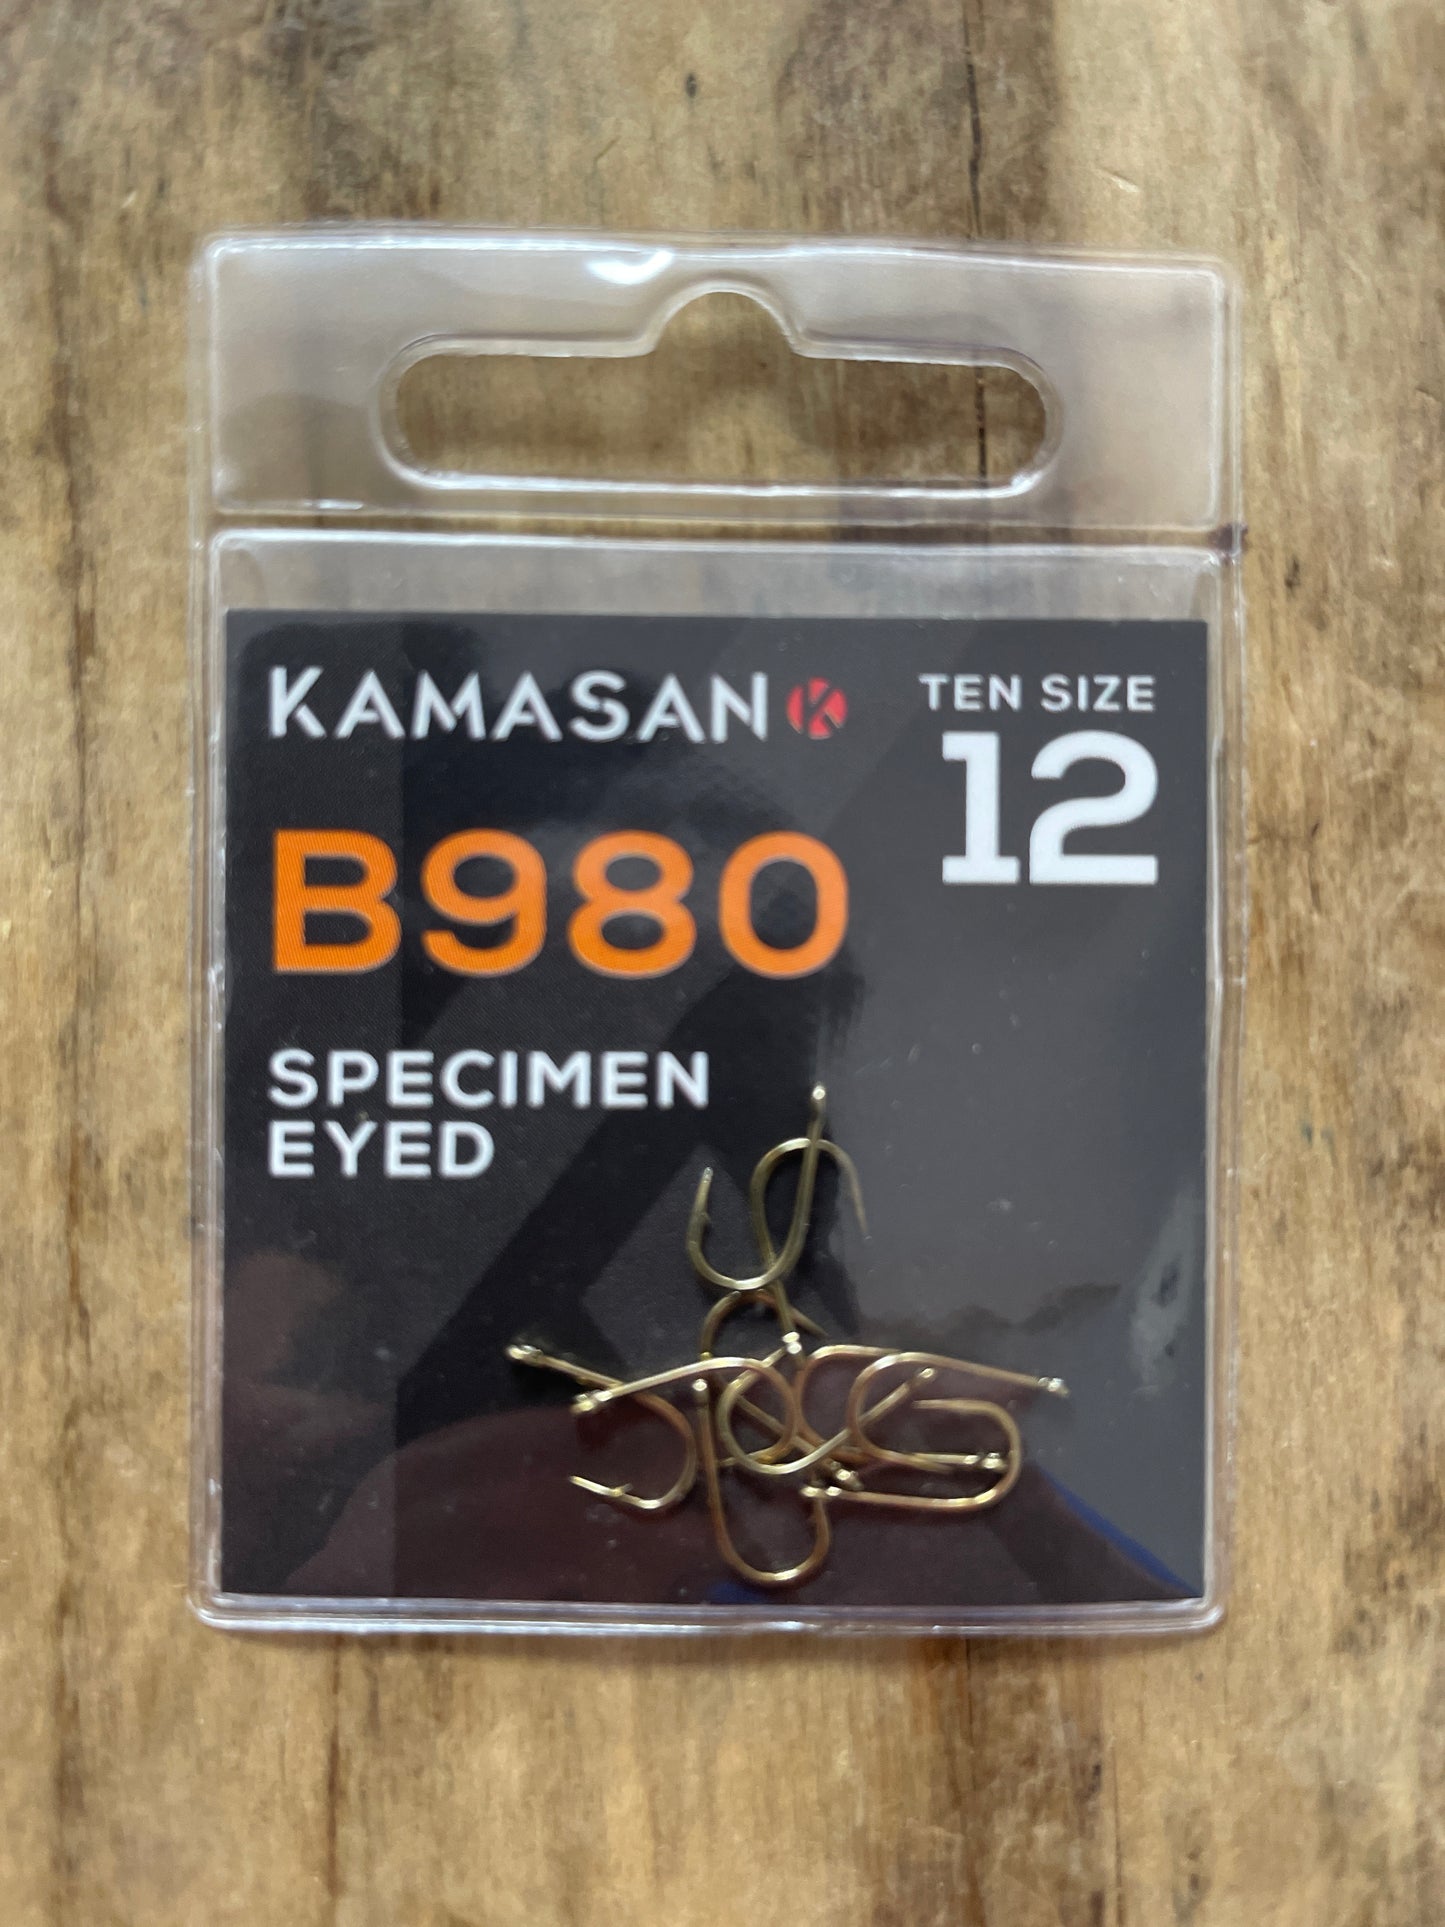 KAMASAN K
TEN SIZE
12
B980
SPECIMEN
EYED